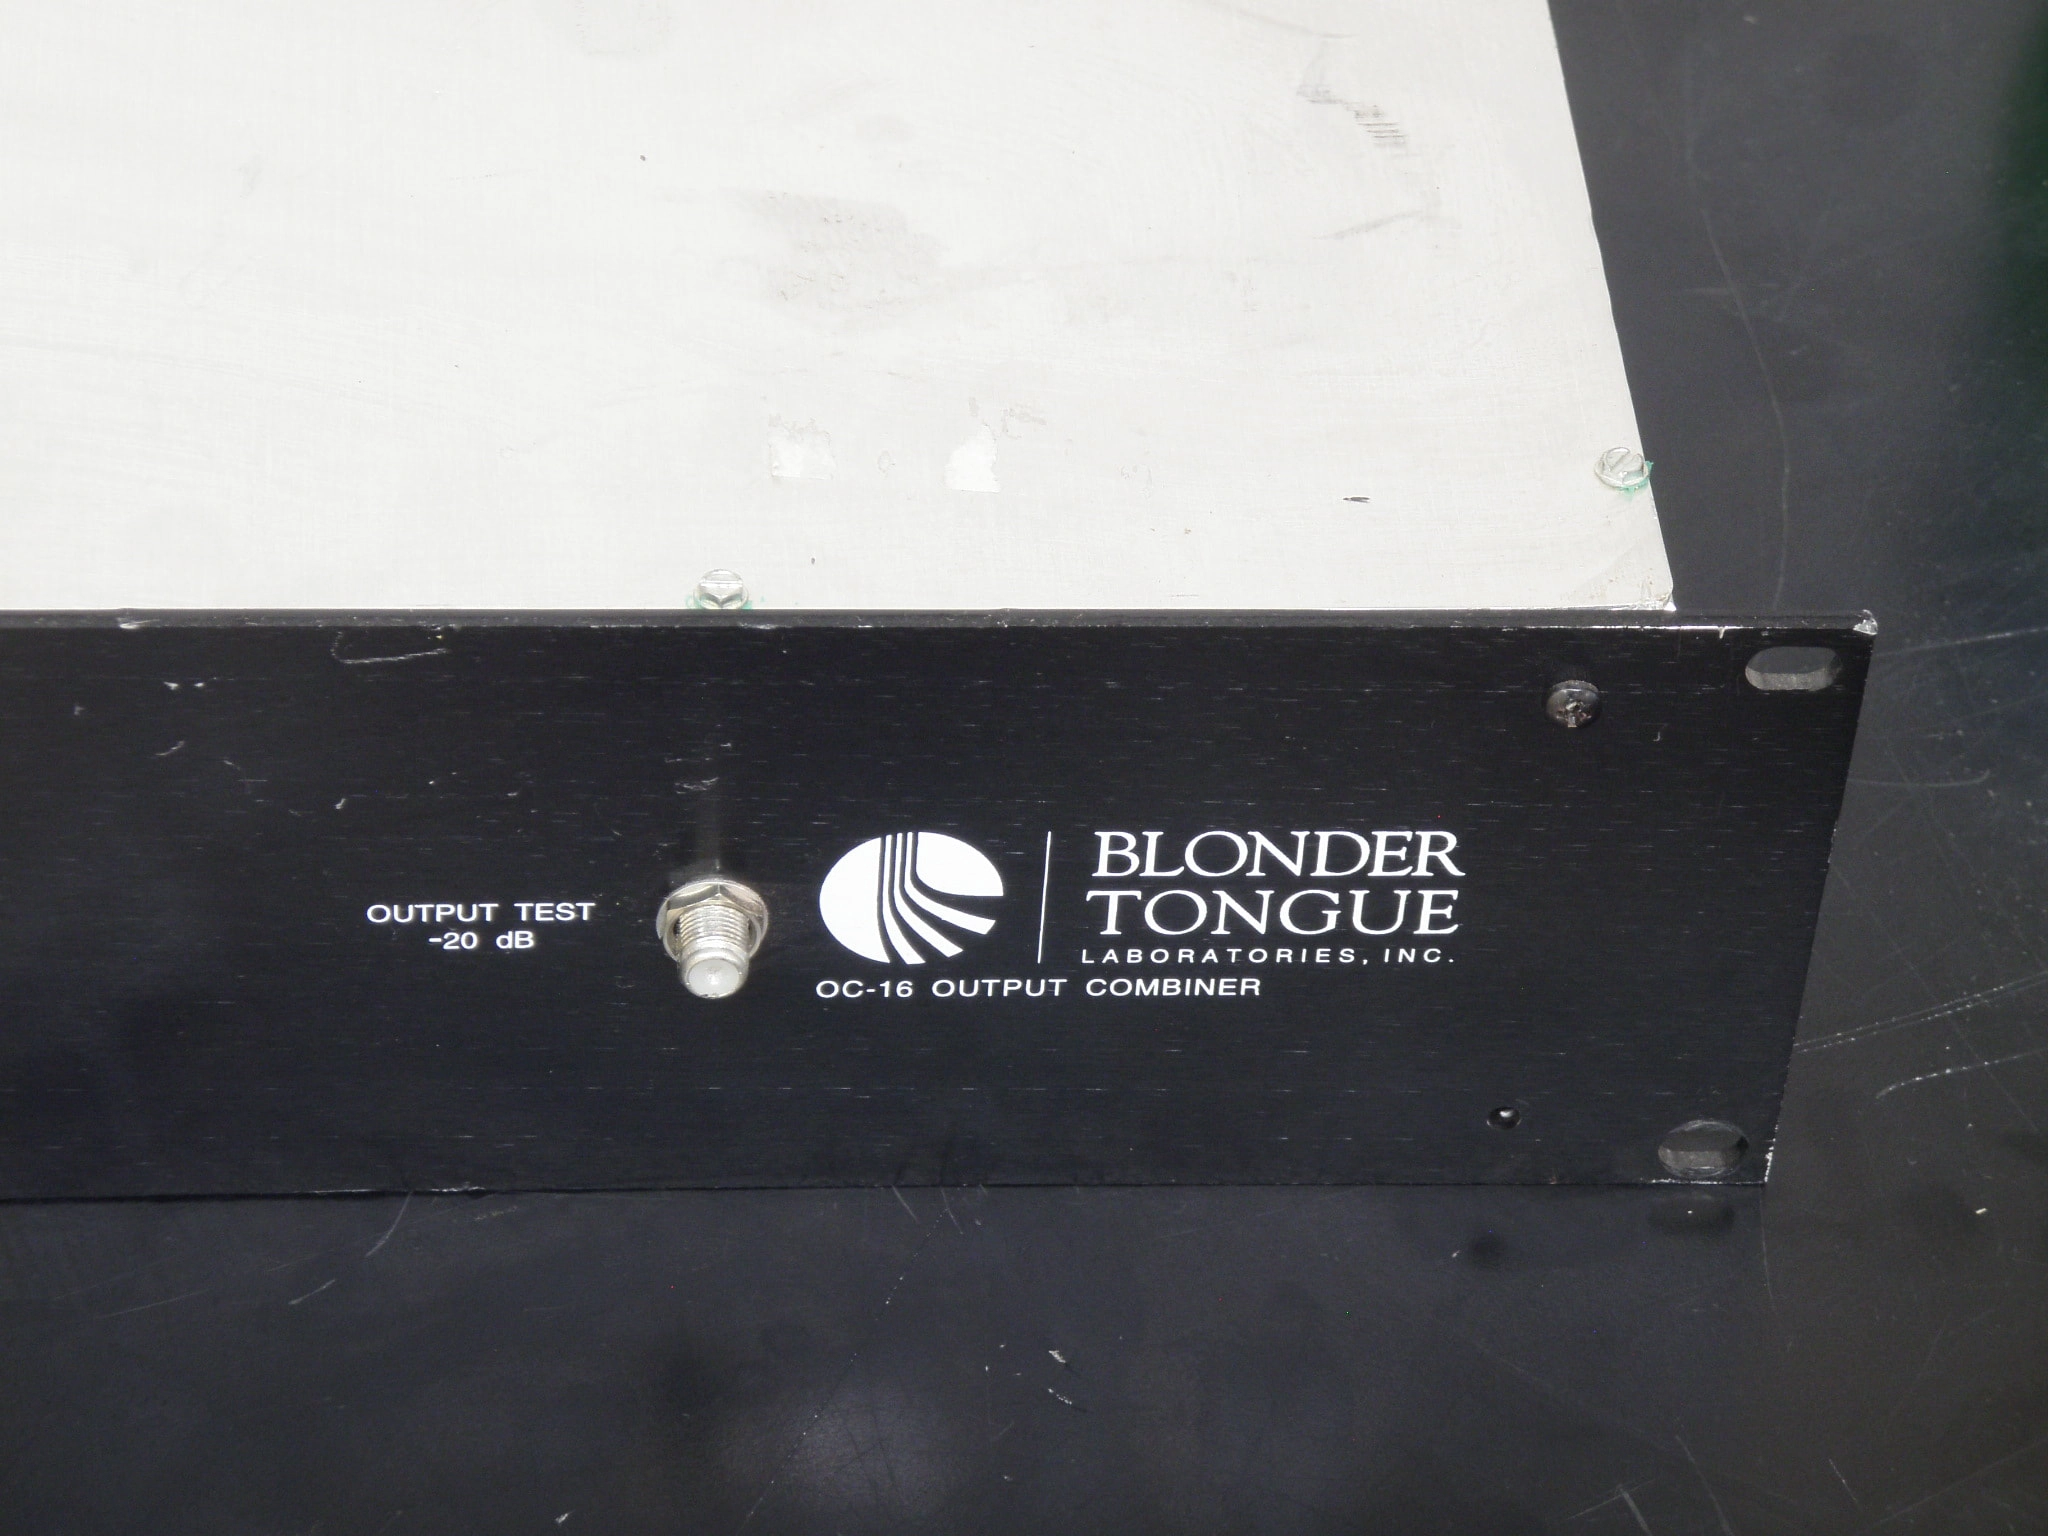 OUTPUT TEST
-20 dB
BLONDER
TONGUE
LABORATORIES, INC.
OC-16 OUTPUT COMBINER